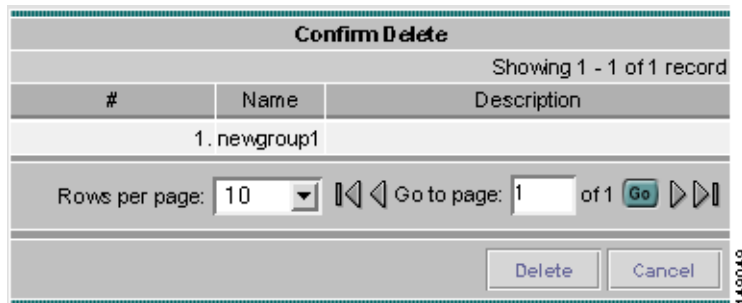 Confirm Delete
Showing 1 - 1 of 1 record
# Name Description
1. newgroup1
Rows per page: 10 Go to page: 1 of 1 Go
Delete Cancel